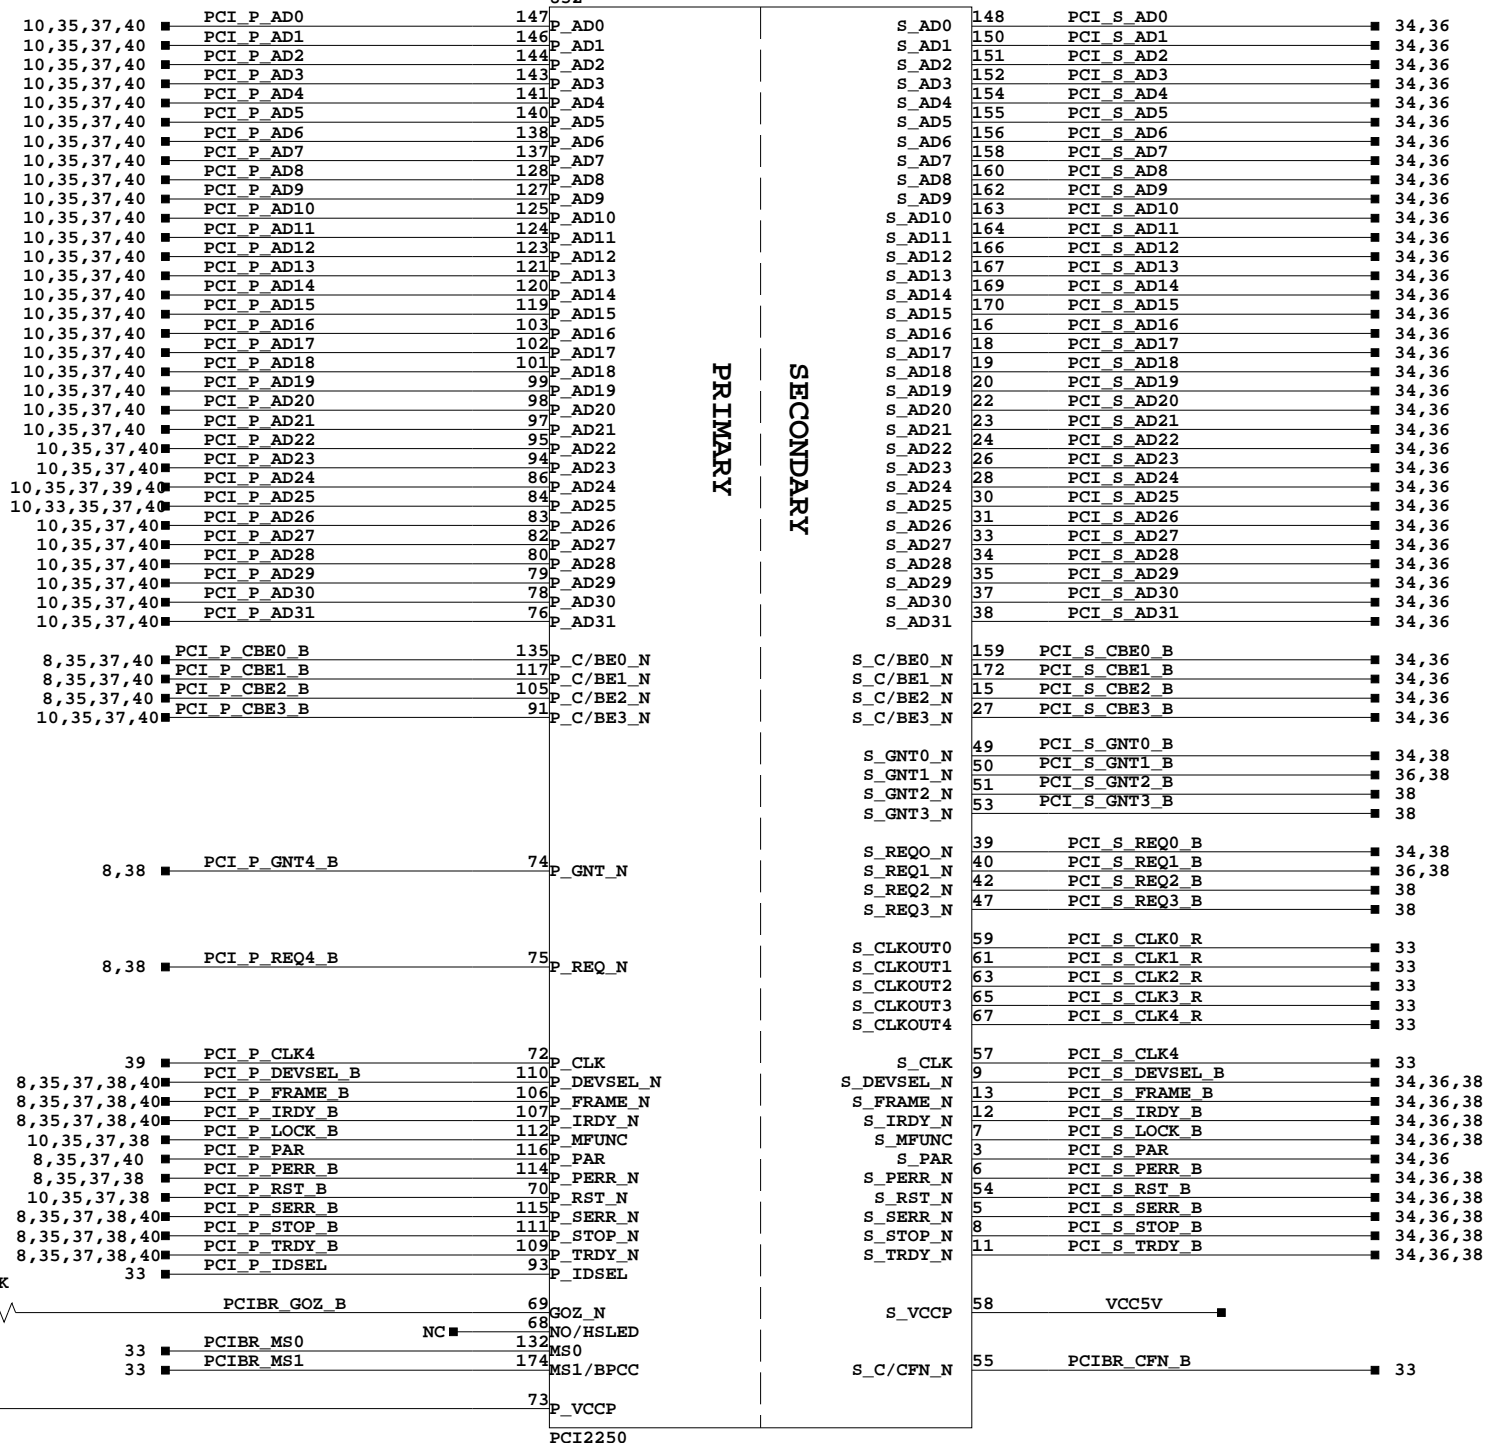 10,35,37,40 PCI_P_AD0 147 P_AD0 S_AD0 148 PCI_S_AD0 34,36
10,35,37,40 PCI_P_AD1 146 P_AD1 S_AD1 150 PCI_S_AD1 34,36
10,35,37,40 PCI_P_AD2 144 P_AD2 S_AD2 151 PCI_S_AD2 34,36
10,35,37,40 PCI_P_AD3 143 P_AD3 S_AD3 152 PCI_S_AD3 34,36
10,35,37,40 PCI_P_AD4 141 P_AD4 S_AD4 154 PCI_S_AD4 34,36
10,35,37,40 PCI_P_AD5 140 P_AD5 S_AD5 155 PCI_S_AD5 34,36
10,35,37,40 PCI_P_AD6 138 P_AD6 S_AD6 156 PCI_S_AD6 34,36
10,35,37,40 PCI_P_AD7 137 P_AD7 S_AD7 158 PCI_S_AD7 34,36
10,35,37,40 PCI_P_AD8 128 P_AD8 S_AD8 160 PCI_S_AD8 34,36
10,35,37,40 PCI_P_AD9 127 P_AD9 S_AD9 162 PCI_S_AD9 34,36
10,35,37,40 PCI_P_AD10 125 P_AD10 S_AD10 163 PCI_S_AD10 34,36
10,35,37,40 PCI_P_AD11 124 P_AD11 S_AD11 164 PCI_S_AD11 34,36
10,35,37,40 PCI_P_AD12 123 P_AD12 S_AD12 166 PCI_S_AD12 34,36
10,35,37,40 PCI_P_AD13 121 P_AD13 S_AD13 167 PCI_S_AD13 34,36
10,35,37,40 PCI_P_AD14 120 P_AD14 S_AD14 169 PCI_S_AD14 34,36
10,35,37,40 PCI_P_AD15 119 P_AD15 S_AD15 170 PCI_S_AD15 34,36
10,35,37,40 PCI_P_AD16 103 P_AD16 S_AD16 16 PCI_S_AD16 34,36
10,35,37,40 PCI_P_AD17 102 P_AD17 S_AD17 18 PCI_S_AD17 34,36
10,35,37,40 PCI_P_AD18 101 P_AD18 S_AD18 19 PCI_S_AD18 34,36
10,35,37,40 PCI_P_AD19 99 P_AD19 S_AD19 20 PCI_S_AD19 34,36
10,35,37,40 PCI_P_AD20 98 P_AD20 S_AD20 22 PCI_S_AD20 34,36
10,35,37,40 PCI_P_AD21 97 P_AD21 S_AD21 23 PCI_S_AD21 34,36
10,35,37,40 PCI_P_AD22 95 P_AD22 S_AD22 24 PCI_S_AD22 34,36
10,35,37,40 PCI_P_AD23 94 P_AD23 S_AD23 26 PCI_S_AD23 34,36
10,35,37,39,40 PCI_P_AD24 86 P_AD24 S_AD24 28 PCI_S_AD24 34,36
10,33,35,37,40 PCI_P_AD25 84 P_AD25 S_AD25 30 PCI_S_AD25 34,36
10,35,37,40 PCI_P_AD26 83 P_AD26 S_AD26 31 PCI_S_AD26 34,36
10,35,37,40 PCI_P_AD27 82 P_AD27 S_AD27 33 PCI_S_AD27 34,36
10,35,37,40 PCI_P_AD28 80 P_AD28 S_AD28 34 PCI_S_AD28 34,36
10,35,37,40 PCI_P_AD29 79 P_AD29 S_AD29 35 PCI_S_AD29 34,36
10,35,37,40 PCI_P_AD30 78 P_AD30 S_AD30 37 PCI_S_AD30 34,36
10,35,37,40 PCI_P_AD31 76 P_AD31 S_AD31 38 PCI_S_AD31 34,36
PRIMARY
SECONDARY
8,35,37,40 PCI_P_CBE0_B 135 P_C/BE0_N S_C/BE0_N 159 PCI_S_CBE0_B 34,36
8,35,37,40 PCI_P_CBE1_B 117 P_C/BE1_N S_C/BE1_N 172 PCI_S_CBE1_B 34,36
8,35,37,40 PCI_P_CBE2_B 105 P_C/BE2_N S_C/BE2_N 15 PCI_S_CBE2_B 34,36
10,35,37,40 PCI_P_CBE3_B 91 P_C/BE3_N S_C/BE3_N 27 PCI_S_CBE3_B 34,36
S_GNT0_N 49 PCI_S_GNT0_B 34,38
S_GNT1_N 50 PCI_S_GNT1_B 36,38
S_GNT2_N 51 PCI_S_GNT2_B 38
S_GNT3_N 53 PCI_S_GNT3_B 38
S_REQO_N 39 PCI_S_REQ0_B 34,38
8,38 PCI_P_GNT4_B 74 P_GNT_N S_REQ1_N 40 PCI_S_REQ1_B 36,38
S_REQ2_N 42 PCI_S_REQ2_B 38
S_REQ3_N 47 PCI_S_REQ3_B 38
S_CLKOUT0 59 PCI_S_CLK0_R 33
8,38 PCI_P_REQ4_B 75 P_REQ_N S_CLKOUT1 61 PCI_S_CLK1_R 33
S_CLKOUT2 63 PCI_S_CLK2_R 33
S_CLKOUT3 65 PCI_S_CLK3_R 33
S_CLKOUT4 67 PCI_S_CLK4_R 33
39 PCI_P_CLK4 72 P_CLK S_CLK 57 PCI_S_CLK4 33
8,35,37,38,40 PCI_P_DEVSEL_B 110 P_DEVSEL_N S_DEVSEL_N 9 PCI_S_DEVSEL_B 34,36,38
8,35,37,38,40 PCI_P_FRAME_B 106 P_FRAME_N S_FRAME_N 13 PCI_S_FRAME_B 34,36,38
8,35,37,38,40 PCI_P_IRDY_B 107 P_IRDY_N S_IRDY_N 12 PCI_S_IRDY_B 34,36,38
10,35,37,38 PCI_P_LOCK_B 112 P_MFUNC S_MFUNC 7 PCI_S_LOCK_B 34,36,38
8,35,37,40 PCI_P_PAR 116 P_PAR S_PAR 3 PCI_S_PAR 34,36
8,35,37,38 PCI_P_PERR_B 114 P_PERR_N S_PERR_N 6 PCI_S_PERR_B 34,36,38
10,35,37,38 PCI_P_RST_B 70 P_RST_N S_RST_N 54 PCI_S_RST_B 34,36,38
8,35,37,38,40 PCI_P_SERR_B 115 P_SERR_N S_SERR_N 5 PCI_S_SERR_B 34,36,38
8,35,37,38,40 PCI_P_STOP_B 111 P_STOP_N S_STOP_N 8 PCI_S_STOP_B 34,36,38
8,35,37,38,40 PCI_P_TRDY_B 109 P_TRDY_N S_TRDY_N 11 PCI_S_TRDY_B 34,36,38
33 PCI_P_IDSEL 93 P_IDSEL
K
PCIBR_GOZ_B 69 GOZ_N S_VCCP 58 VCC5V
NC 68 NO/HSLED
33 PCIBR_MS0 132 MS0
33 PCIBR_MS1 174 MS1/BPCC S_C/CFN_N 55 PCIBR_CFN_B 33
73 P_VCCP
PCI2250